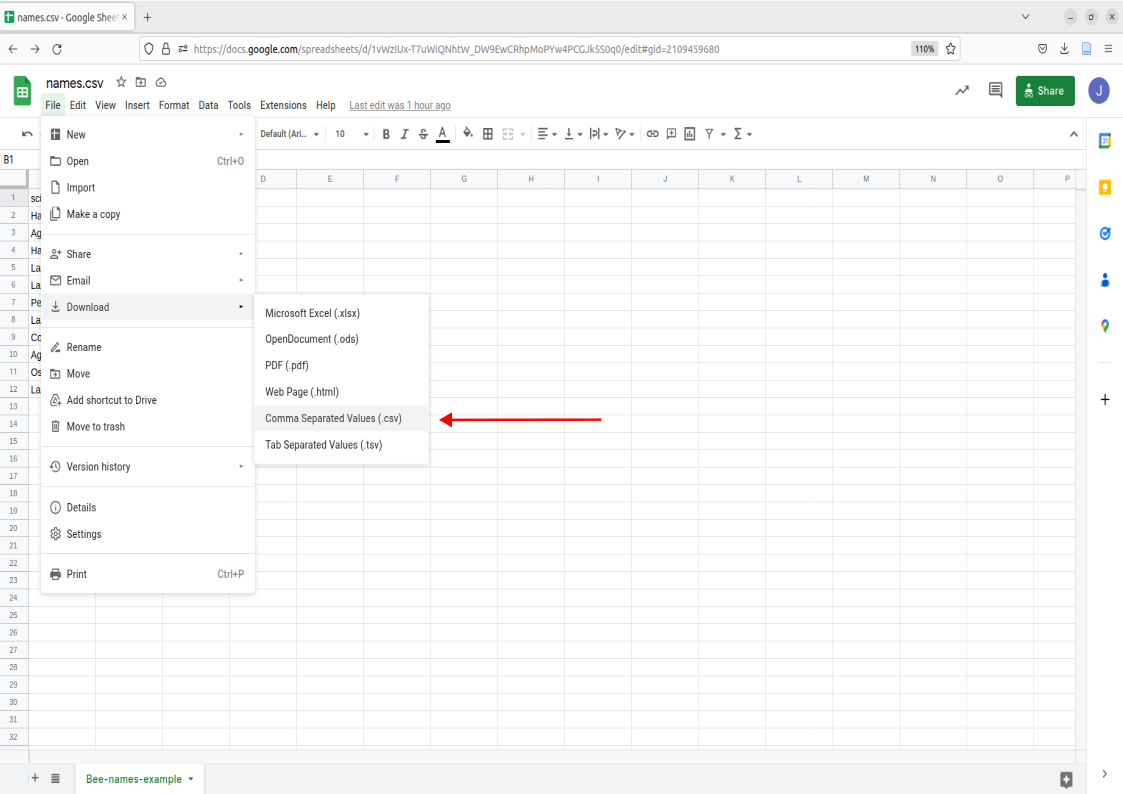 names.csv - Google Shee
https://docs.google.com/spreadsheets/d/1vWzIUx-T7uWiQNhtW_DW9EwCRhpMoPYw4PCGJk5S0q0/edit#gid=2109459680
110%
names.csv
File Edit View Insert Format Data Tools Extensions Help Last edit was 1 hour ago
Share
J
Default (Ari... 10 B I S A
B1
D E F G H I J K L M N O P
1 sci
2 Ha
3 Ag
4 Ha
5 La
6 La
7 Pe
8 La
9 Co
10 Ag
11 Os
12 La
13
14
15
16
17
18
19
20
21
22
23
24
25
26
27
28
29
30
31
32
New
Open Ctrl+O
Import
Make a copy
Share
Email
Download
Rename
Move
Add shortcut to Drive
Move to trash
Version history
Details
Settings
Print Ctrl+P
Microsoft Excel (.xlsx)
OpenDocument (.ods)
PDF (.pdf)
Web Page (.html)
Comma Separated Values (.csv)
Tab Separated Values (.tsv)
Bee-names-example